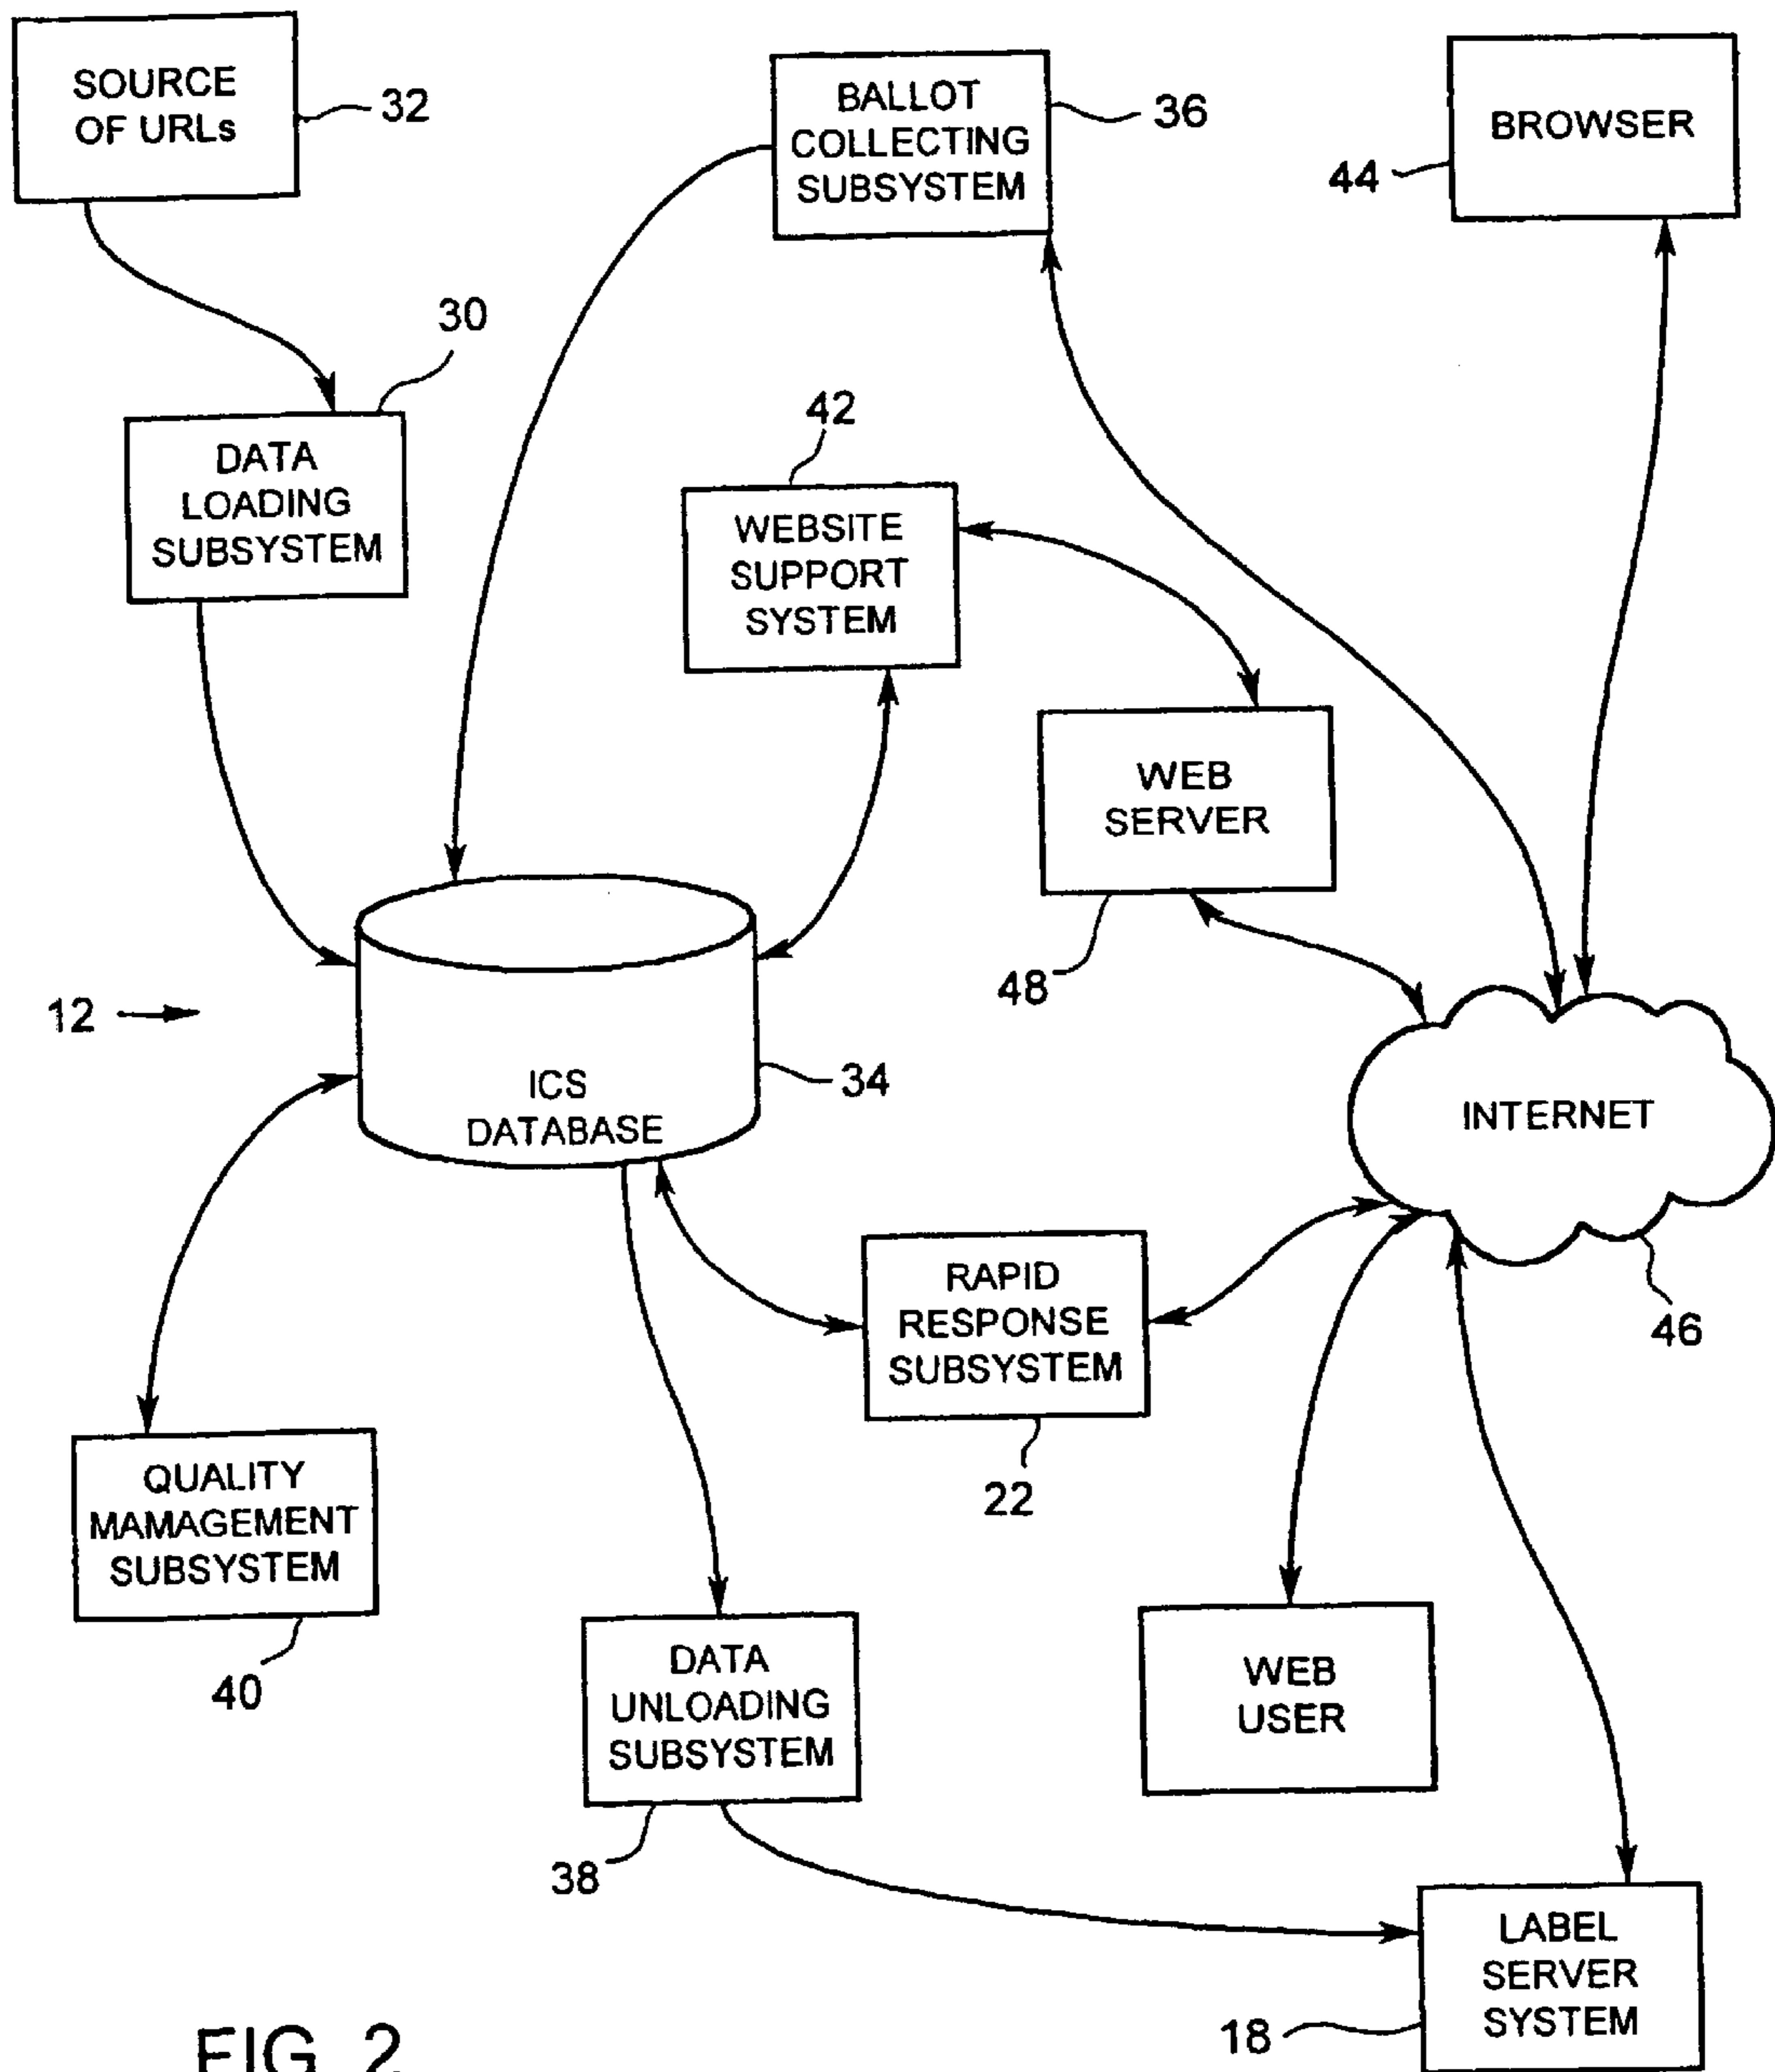 SOURCE
OF URLs
32
BALLOT
COLLECTING
SUBSYSTEM
36
BROWSER
44
30
DATA
LOADING
SUBSYSTEM
42
WEBSITE
SUPPORT
SYSTEM
WEB
SERVER
48
12
ICS
DATABASE
34
INTERNET
46
RAPID
RESPONSE
SUBSYSTEM
22
QUALITY
MAMAGEMENT
SUBSYSTEM
40
DATA
UNLOADING
SUBSYSTEM
38
WEB
USER
LABEL
SERVER
SYSTEM
18
FIG. 2